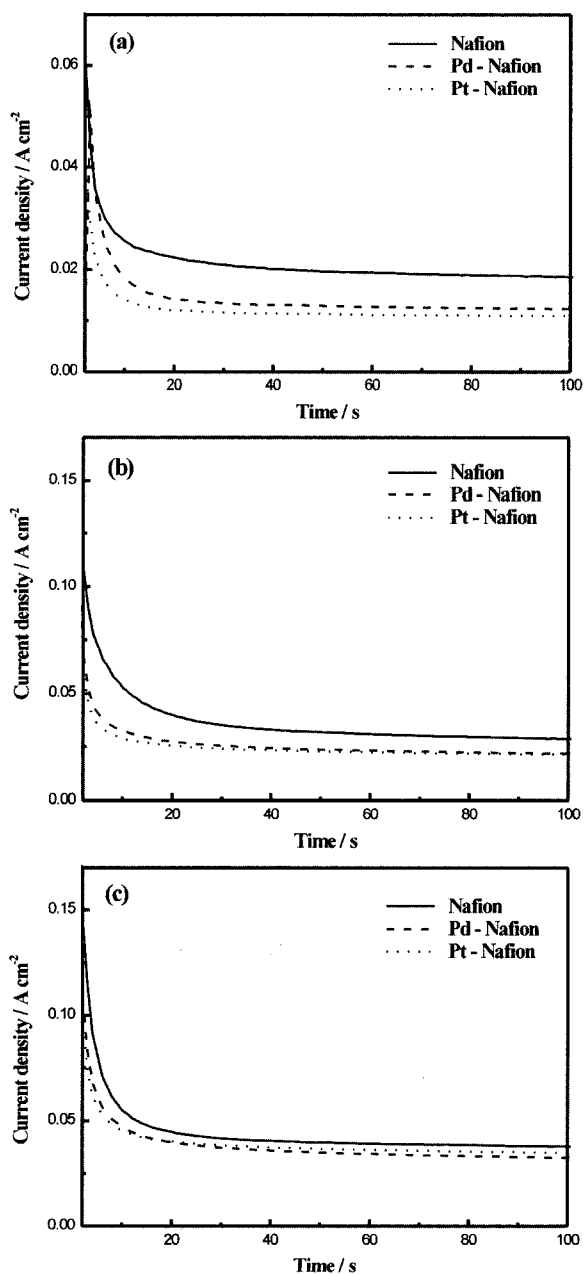 (a)
Nafion
Pd - Nafion
Pt - Nafion
0.06
0.04
0.02
0.00
Current density / A cm-2
20
40
60
80
100
Time / s
(b)
Nafion
Pd - Nafion
Pt - Nafion
0.15
0.10
0.05
0.00
Current density / A cm-2
20
40
60
80
100
Time / s
(c)
Nafion
Pd - Nafion
Pt - Nafion
0.15
0.10
0.05
0.00
Current density / A cm-2
20
40
60
80
100
Time / s